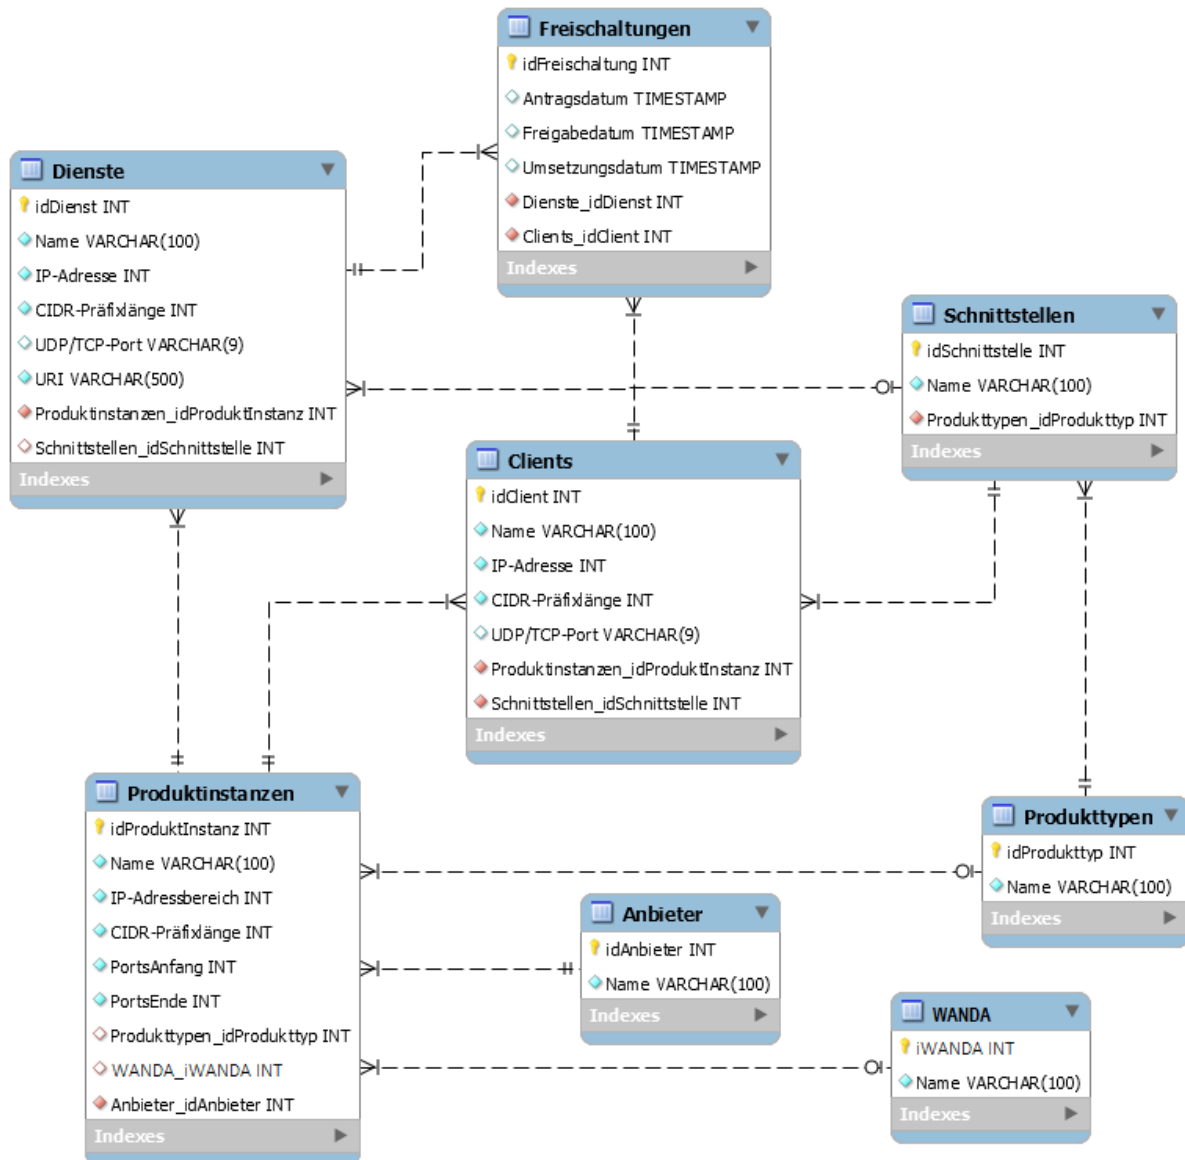 Freischaltungen
idFreischaltung INT
Antragsdatum TIMESTAMP
Freigabedatum TIMESTAMP
Umsetzungsdatum TIMESTAMP
Dienste_idDienst INT
Clients_idClient INT
Indexes
Dienste
idDienst INT
Name VARCHAR(100)
IP-Adresse INT
CIDR-Präfixlänge INT
UDP/TCP-Port VARCHAR(9)
URI VARCHAR(500)
Produktinstanzen_idProduktInstanz INT
Schnittstellen_idSchnittstelle INT
Indexes
Schnittstellen
idSchnittstelle INT
Name VARCHAR(100)
Produkttypen_idProdukttyp INT
Indexes
Clients
idClient INT
Name VARCHAR(100)
IP-Adresse INT
CIDR-Präfixlänge INT
UDP/TCP-Port VARCHAR(9)
Produktinstanzen_idProduktInstanz INT
Schnittstellen_idSchnittstelle INT
Indexes
Produktinstanzen
idProduktInstanz INT
Name VARCHAR(100)
IP-Adressbereich INT
CIDR-Präfixlänge INT
PortsAnfang INT
PortsEnde INT
Produkttypen_idProdukttyp INT
WANDA_iWANDA INT
Anbieter_idAnbieter INT
Indexes
Produkttypen
idProdukttyp INT
Name VARCHAR(100)
Indexes
Anbieter
idAnbieter INT
Name VARCHAR(100)
Indexes
WANDA
iWANDA INT
Name VARCHAR(100)
Indexes